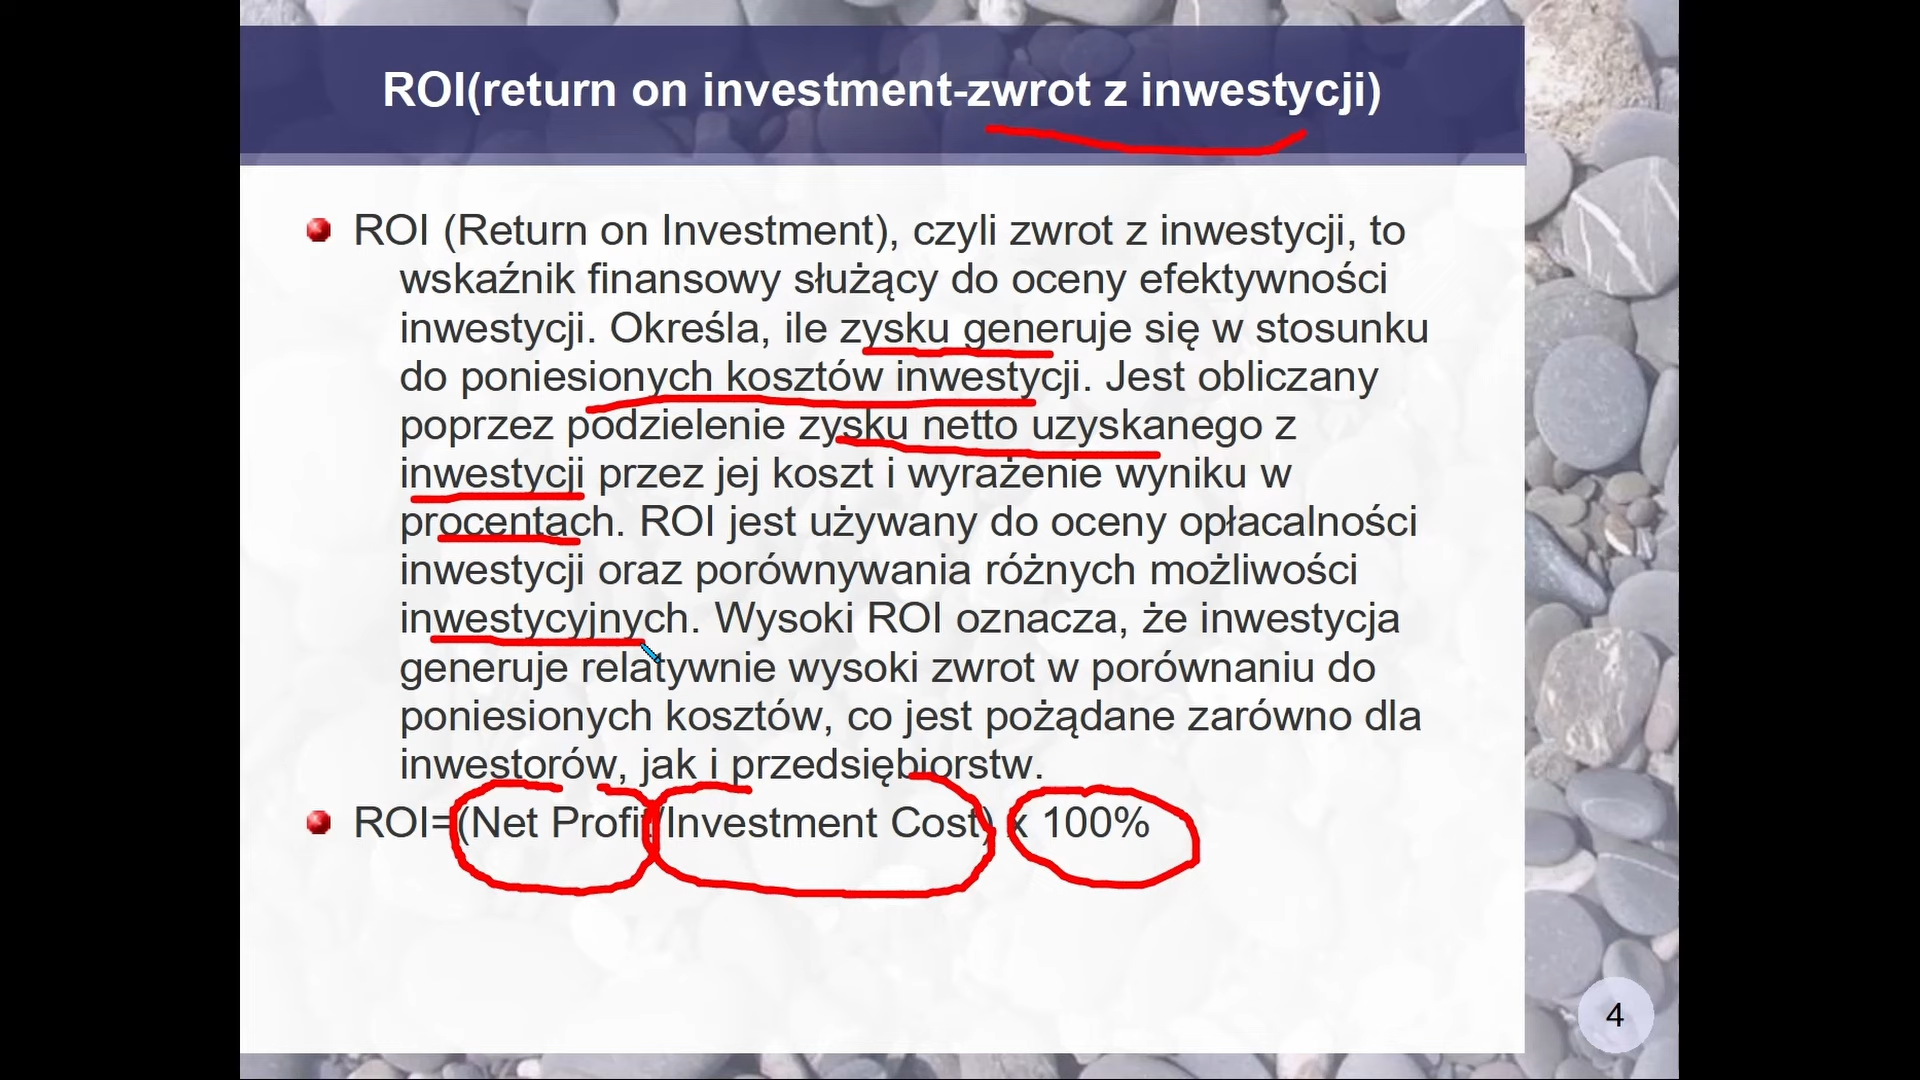 ROI(return on investment-zwrot z inwestycji)
ROI (Return on Investment), czyli zwrot z inwestycji, to
wskaźnik finansowy służący do oceny efektywności
inwestycji. Określa, ile zysku generuje się w stosunku
do poniesionych kosztów inwestycji. Jest obliczany
poprzez podzielenie zysku netto uzyskanego z
inwestycji przez jej koszt i wyrażenie wyniku w
procentach. ROI jest używany do oceny opłacalności
inwestycji oraz porównywania różnych możliwości
inwestycyjnych. Wysoki ROI oznacza, że inwestycja
generuje relatywnie wysoki zwrot w porównaniu do
poniesionych kosztów, co jest pożądane zarówno dla
inwestorów, jak i przedsiębiorstw.
ROI=(Net Profit/Investment Cost) x 100%
4